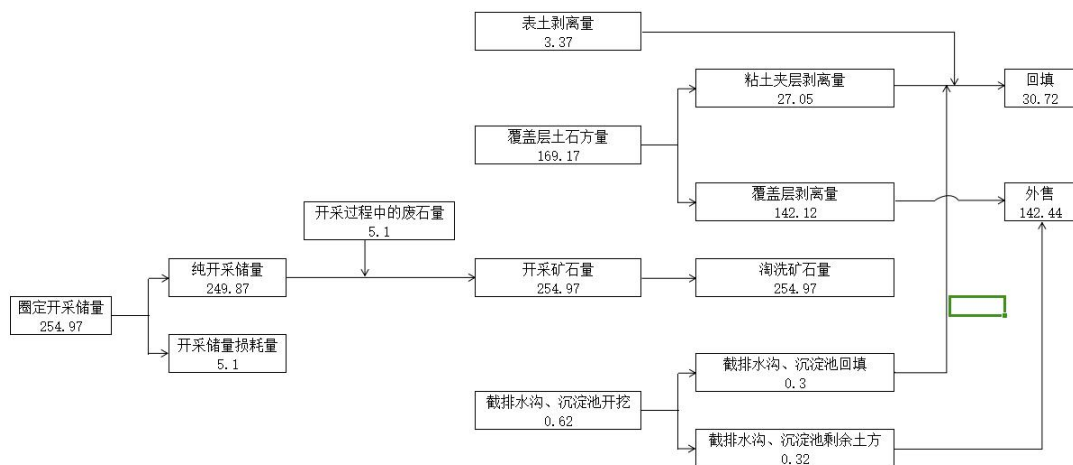 表土剥离量
3.37
粘土夹层剥离量
27.05
回填
30.72
覆盖层土石方量
169.17
覆盖层剥离量
142.12
外售
142.44
开采过程中的废石量
5.1
纯开采储量
249.87
开采矿石量
254.97
淘洗矿石量
254.97
圈定开采储量
254.97
开采储量损耗量
5.1
截排水沟、沉淀池回填
0.3
截排水沟、沉淀池开挖
0.62
截排水沟、沉淀池剩余土方
0.32